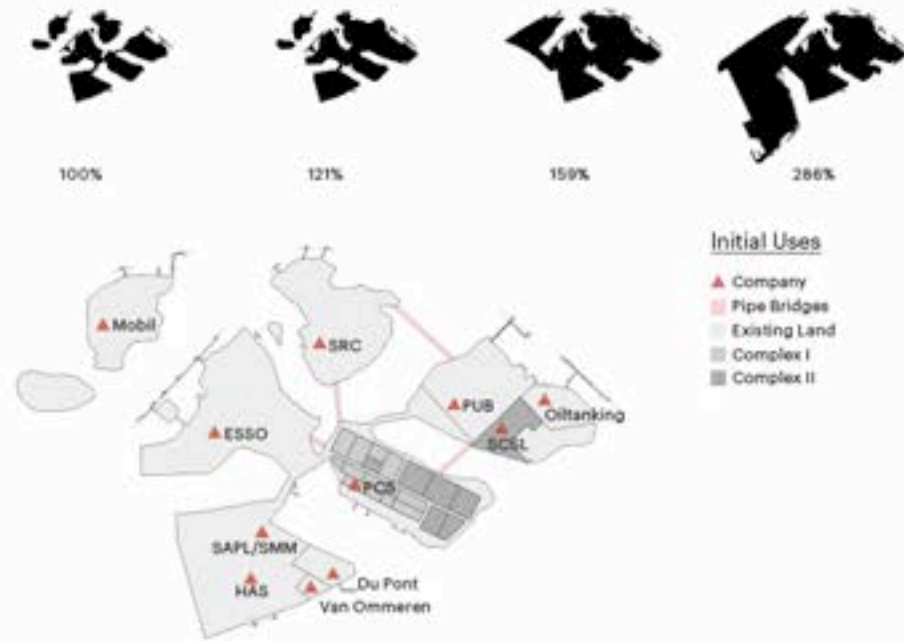 100%
121%
159%
286%
Initial Uses
Company
Pipe Bridges
Existing Land
Complex I
Complex II
Mobil
SRC
ESSO
PUB
Oiltanking
SCSL
PCS
SAPL/SMM
HAS
Du Pont
Van Ommeren